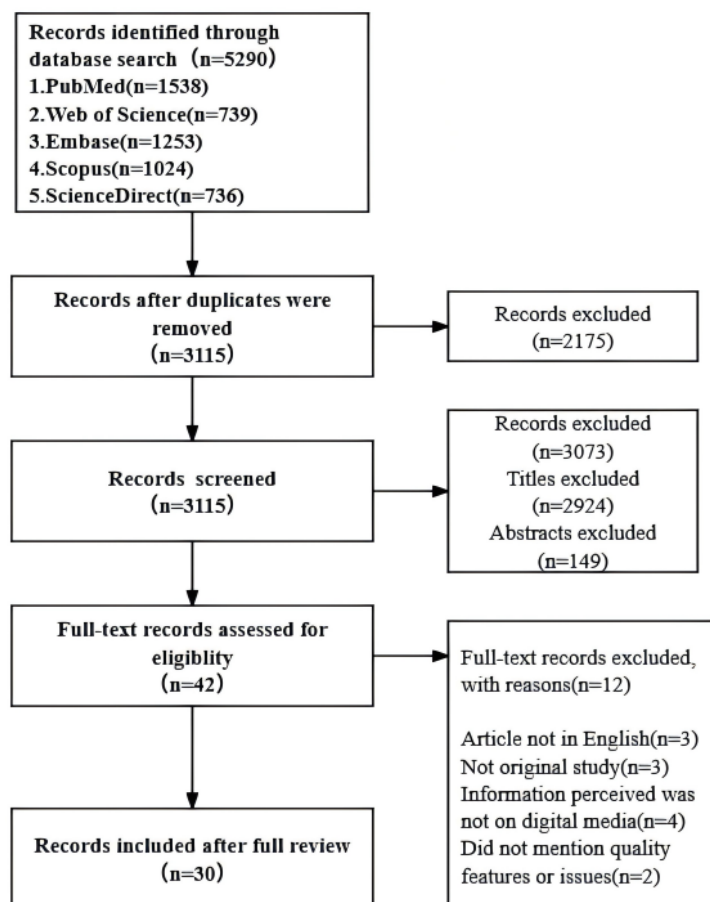 Records identified through
database search（n=5290)
1.PubMed(n=1538)
2.Web of Science(n=739)
3.Embase(n=1253)
4.Scopus(n=1024)
5.ScienceDirect(n=736)
Records after duplicates were
removed
（n=3115)
Records excluded
(n=2175)
Records screened
（n=3115)
Records excluded
(n=3073)
Titles excluded
(n=2924)
Abstracts excluded
(n=149)
Full-text records assessed for
eligiblity
（n=42)
Full-text records excluded,
with reasons(n=12)
Article not in English(n=3)
Not original study(n=3)
Information perceived was
not on digital media(n=4)
Did not mention quality
features or issues(n=2)
Records included after full review
（n=30)